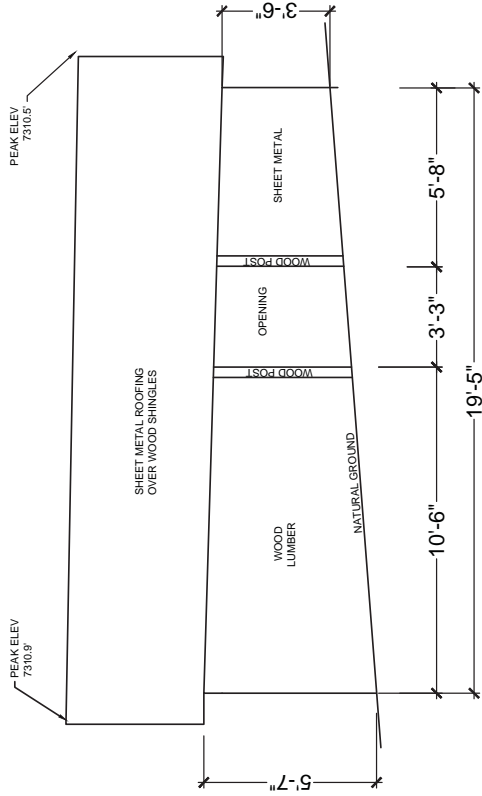 PEAK ELEV
7310.9'
PEAK ELEV
7310.5'
SHEET METAL ROOFING
OVER WOOD SHINGLES
5'-7"
WOOD
LUMBER
WOOD POST
OPENING
WOOD POST
SHEET METAL
3'-6"
NATURAL GROUND
10'-6"
3'-3"
5'-8"
19'-5"